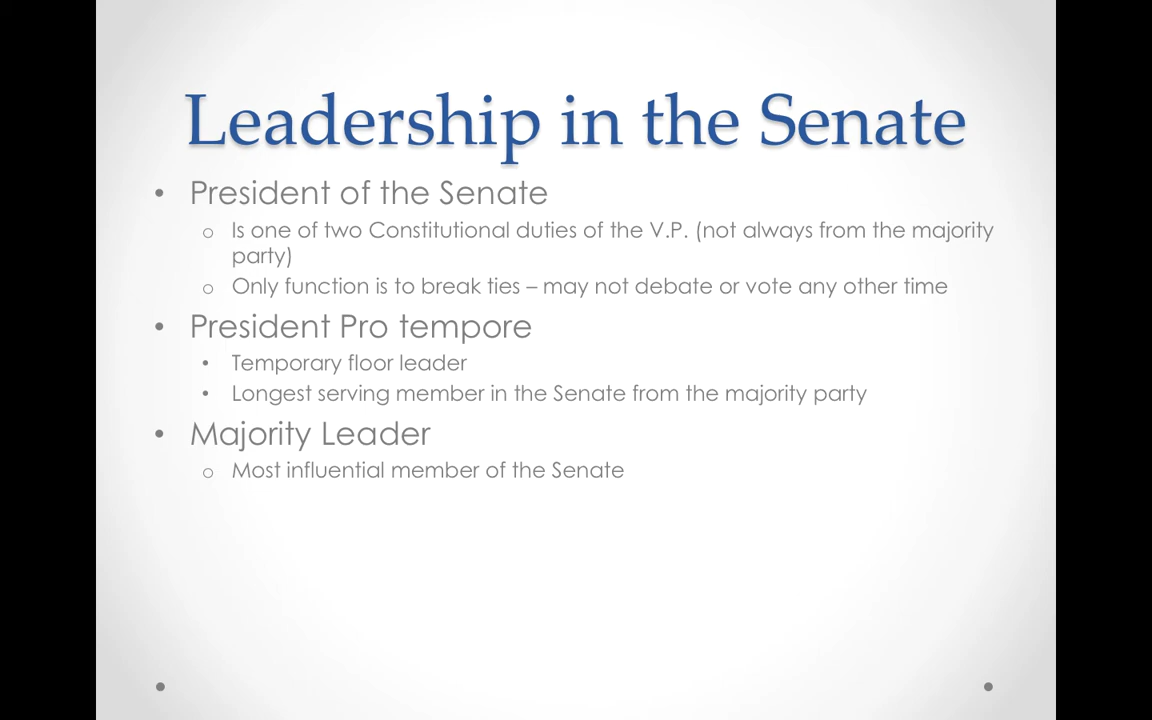 Leadership in the Senate
• President of the Senate
o Is one of two Constitutional duties of the V.P. (not always from the majority
party)
o Only function is to break ties – may not debate or vote any other time
• President Pro tempore
• Temporary floor leader
• Longest serving member in the Senate from the majority party
• Majority Leader
o Most influential member of the Senate